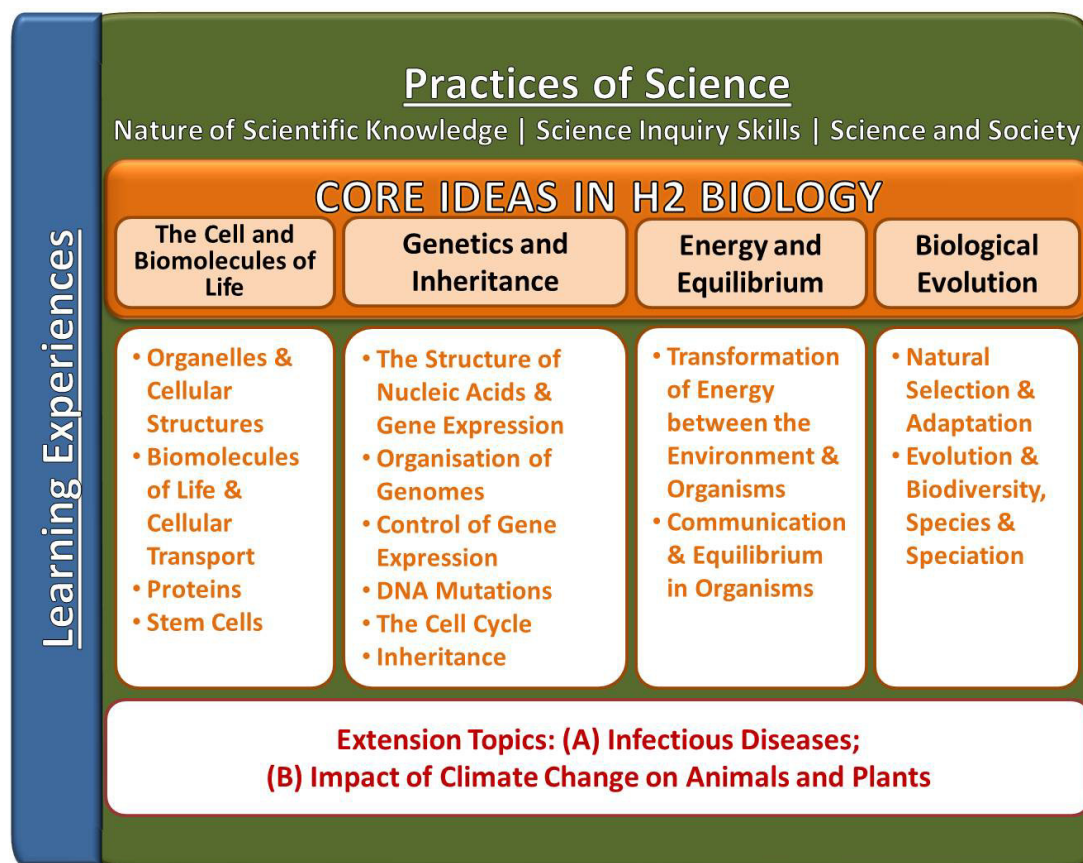 Learning Experiences
Practices of Science
Nature of Scientific Knowledge | Science Inquiry Skills | Science and Society
CORE IDEAS IN H2 BIOLOGY
The Cell and
Biomolecules of
Life
Genetics and
Inheritance
Energy and
Equilibrium
Biological
Evolution
• Organelles &
Cellular
Structures
• Biomolecules
of Life &
Cellular
Transport
• Proteins
• Stem Cells
• The Structure of
Nucleic Acids &
Gene Expression
• Organisation of
Genomes
• Control of Gene
Expression
• DNA Mutations
• The Cell Cycle
• Inheritance
• Transformation
of Energy
between the
Environment &
Organisms
• Communication
& Equilibrium
in Organisms
• Natural
Selection &
Adaptation
• Evolution &
Biodiversity,
Species &
Speciation
Extension Topics: (A) Infectious Diseases;
(B) Impact of Climate Change on Animals and Plants